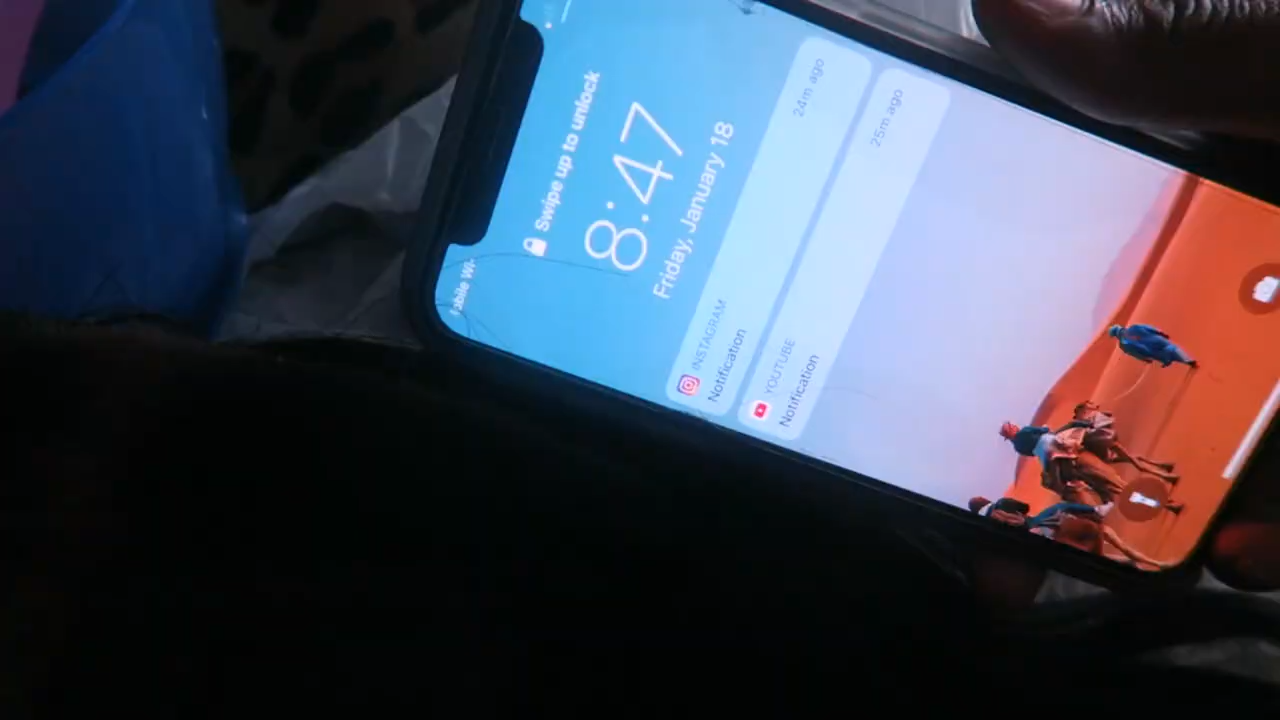 Swipe up to unlock
8:47
Friday, January 18
INSTAGRAM
24m ago
Notification
YOUTUBE
25m ago
Notification